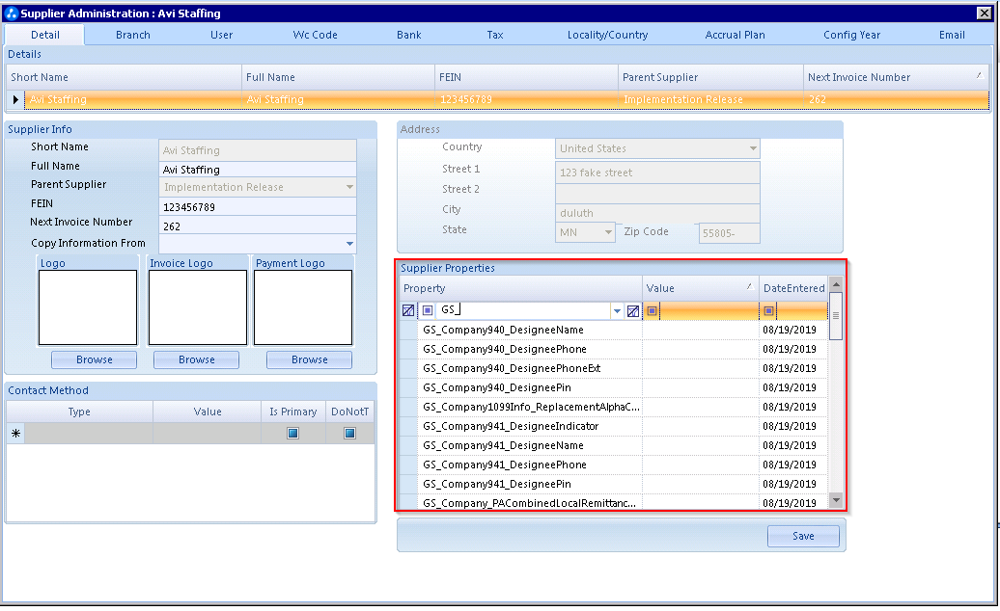 Supplier Administration : Avi Staffing
Detail Branch User Wc Code Bank Tax Locality/Country Accrual Plan Config Year Email
Details
Short Name Full Name FEIN Parent Supplier Next Invoice Number
Avi Staffing Avi Staffing 123456789 Implementation Release 262
Supplier Info
Short Name Avi Staffing
Full Name Avi Staffing
Parent Supplier Implementation Release
FEIN 123456789
Next Invoice Number 262
Copy Information From
Logo Invoice Logo Payment Logo
Browse Browse Browse
Contact Method
Type Value Is Primary DoNotT
Address
Country United States
Street 1 123 fake street
Street 2
City duluth
State MN Zip Code 55805-
Supplier Properties
Property Value DateEntered
GS_
GS_Company940_DesigneeName 08/19/2019
GS_Company940_DesigneePhone 08/19/2019
GS_Company940_DesigneePhoneExt 08/19/2019
GS_Company940_DesigneePin 08/19/2019
GS_Company1099Info_ReplacementAlphaC... 08/19/2019
GS_Company941_DesigneeIndicator 08/19/2019
GS_Company941_DesigneeName 08/19/2019
GS_Company941_DesigneePhone 08/19/2019
GS_Company941_DesigneePin 08/19/2019
GS_Company_PACombinedLocalRemittanc... 08/19/2019
Save